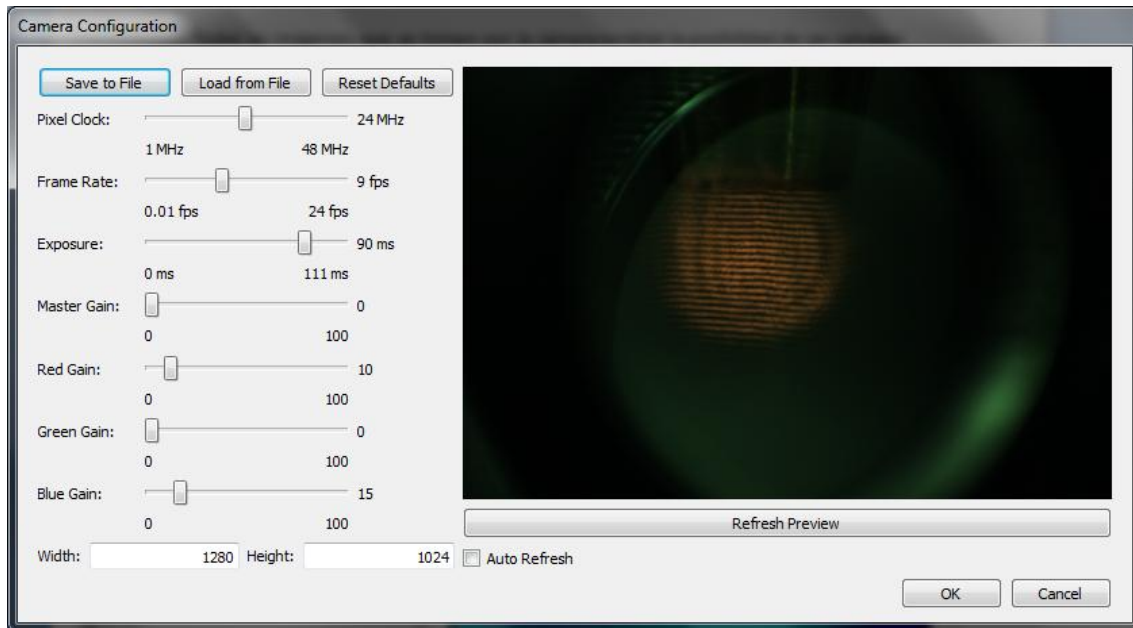 Camera Configuration
Save to File Load from File Reset Defaults
Pixel Clock: 24 MHz
1 MHz 48 MHz
Frame Rate: 9 fps
0.01 fps 24 fps
Exposure: 90 ms
0 ms 111 ms
Master Gain: 0
0 100
Red Gain: 10
0 100
Green Gain: 0
0 100
Blue Gain: 15
0 100
Width: 1280 Height: 1024
Refresh Preview
Auto Refresh
OK Cancel